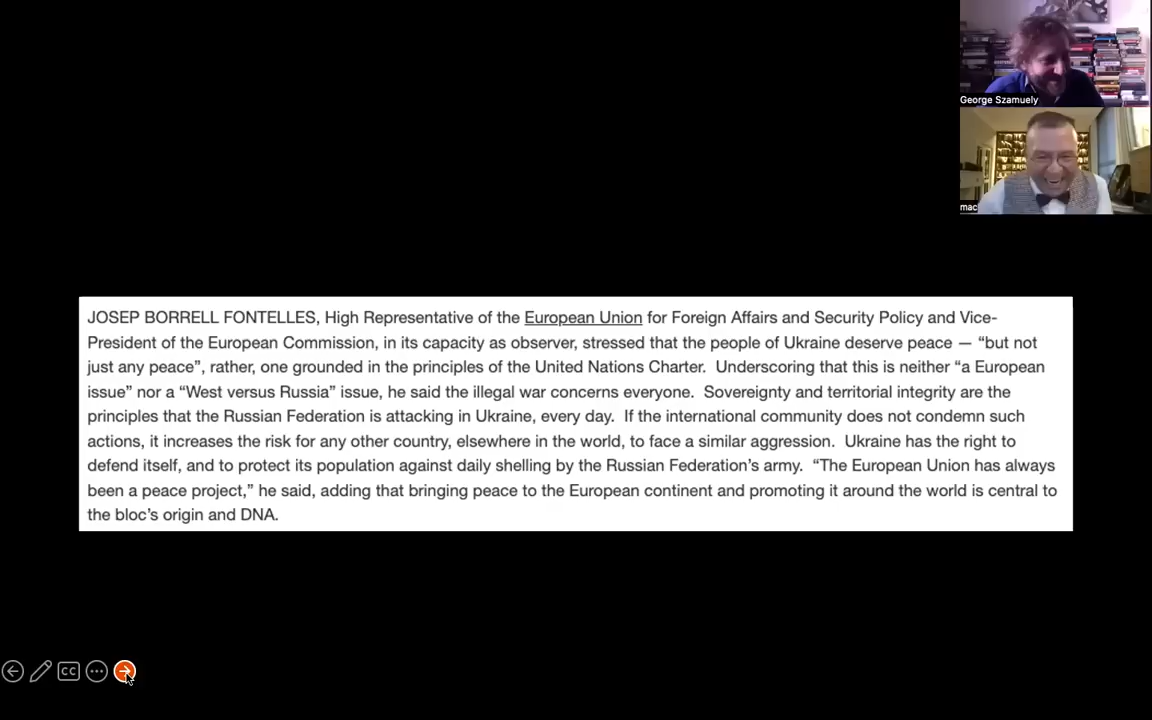 George Szamuely
mac
JOSEP BORRELL FONTELLES, High Representative of the European Union for Foreign Affairs and Security Policy and Vice-
President of the European Commission, in its capacity as observer, stressed that the people of Ukraine deserve peace — “but not
just any peace”, rather, one grounded in the principles of the United Nations Charter.  Underscoring that this is neither “a European
issue” nor a “West versus Russia” issue, he said the illegal war concerns everyone.  Sovereignty and territorial integrity are the
principles that the Russian Federation is attacking in Ukraine, every day.  If the international community does not condemn such
actions, it increases the risk for any other country, elsewhere in the world, to face a similar aggression.  Ukraine has the right to
defend itself, and to protect its population against daily shelling by the Russian Federation’s army.  “The European Union has always
been a peace project,” he said, adding that bringing peace to the European continent and promoting it around the world is central to
the bloc’s origin and DNA.
CC